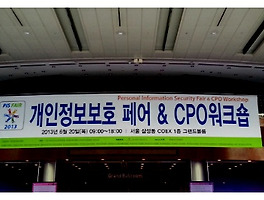 Personal Information Security Fair & CPO Workshop
PIS FAIR
2013
개인정보보호 페어 & CPO워크숍
2013년 6월 20일(목) 09:00~18:00 : 서울 삼성동 COEX 1층 그랜드볼룸
Grand Ballroom